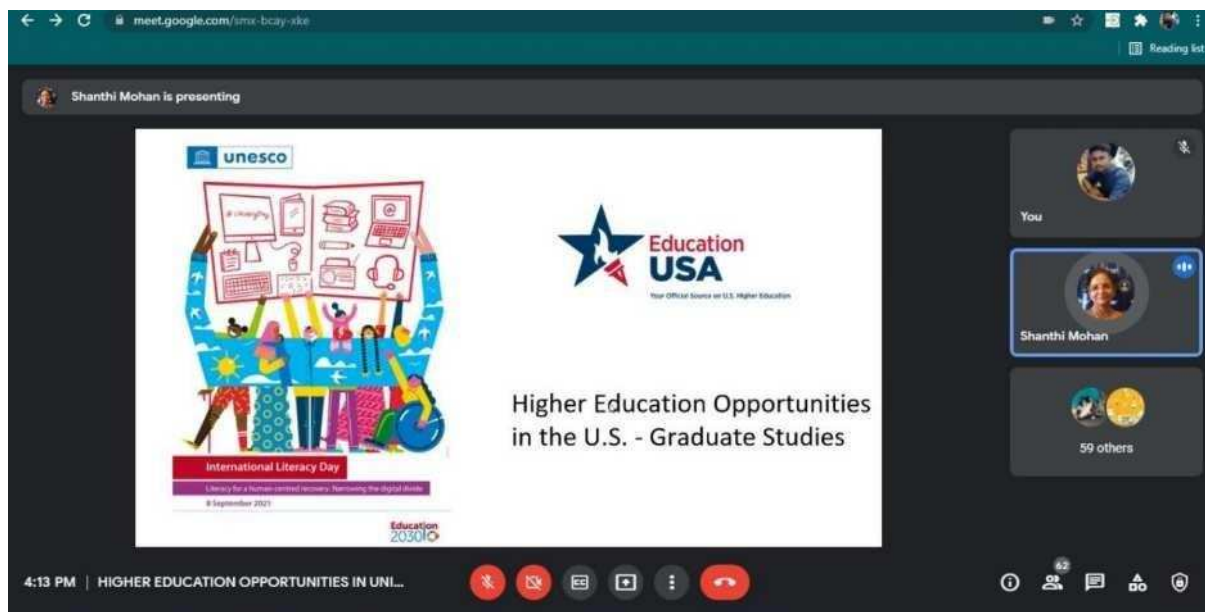 meet.google.com/smx-bcay-xke
Reading list
Shanthi Mohan is presenting
unesco
Education
USA
Your Official Source on U.S. Higher Education
Higher Education Opportunities
in the U.S. - Graduate Studies
International Literacy Day
Literacy for a human-centred recovery: Narrowing the digital divide
8 September 2021
Education
2030
You
Shanthi Mohan
59 others
4:13 PM | HIGHER EDUCATION OPPORTUNITIES IN UNI...
62